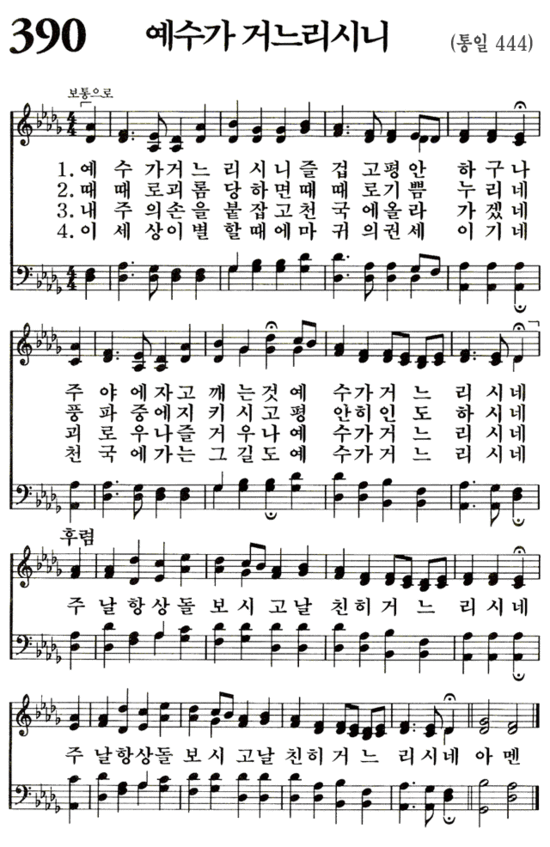 390 예수가 거느리시니 (통일 444)
보통으로
1. 예 수 가거 느 리 시 니 즐 겁 고평 안 하 구 나
2. 때 때 로괴 롬 당 하 면 때 때 로기 쁨 누 리 네
3. 내 주 의손 을 붙 잡 고 천 국 에올 라 가 겠 네
4. 이 세 상이 별 할 때 에 마 귀 의권 세 이 기 네
주 야 에자 고 깨 는 것 예 수가 거 느 리 시 네
풍 파 중에 지 키 시 고 평 안히 인 도 하 시 네
괴 로 우나 즐 거 우 나 예 수가 거 느 리 시 네
천 국 에가 는 그 길 도 예 수가 거 느 리 시 네
후렴
주 날 항 상 돌 보 시 고 날 친 히 거 느 리 시 네
주 날 항 상 돌 보 시 고 날 친 히 거 느 리 시 네 아 멘